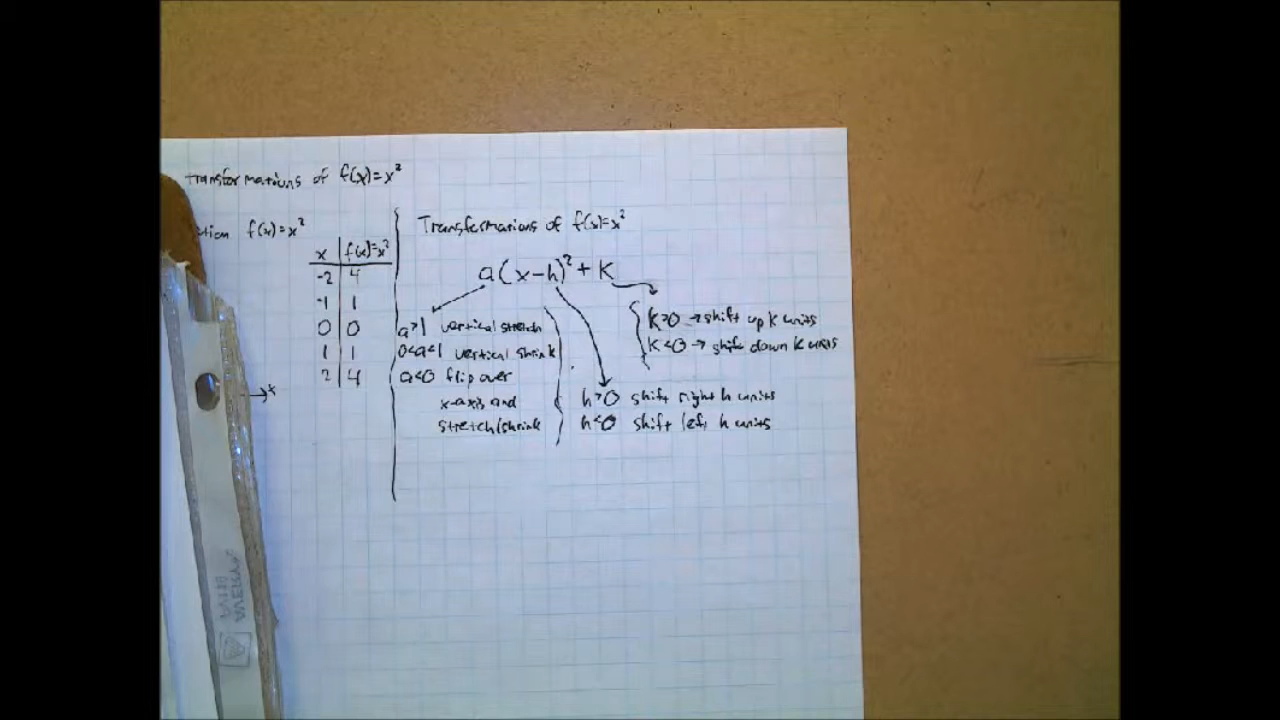 Transformations of f(x)=x²
f(x)=x²
x | f(x)=x²
-2 | 4
-1 | 1
0 | 0
1 | 1
2 | 4
x
Transformations of f(x)=x²
a(x-h)²+k
a>1 vertical stretch
0<a<1 vertical shrink
a<0 flip over
x-axis and
stretch/shrink
k>0 → shift up k units
k<0 → shift down k units
h>0 shift right h units
h<0 shift left h units